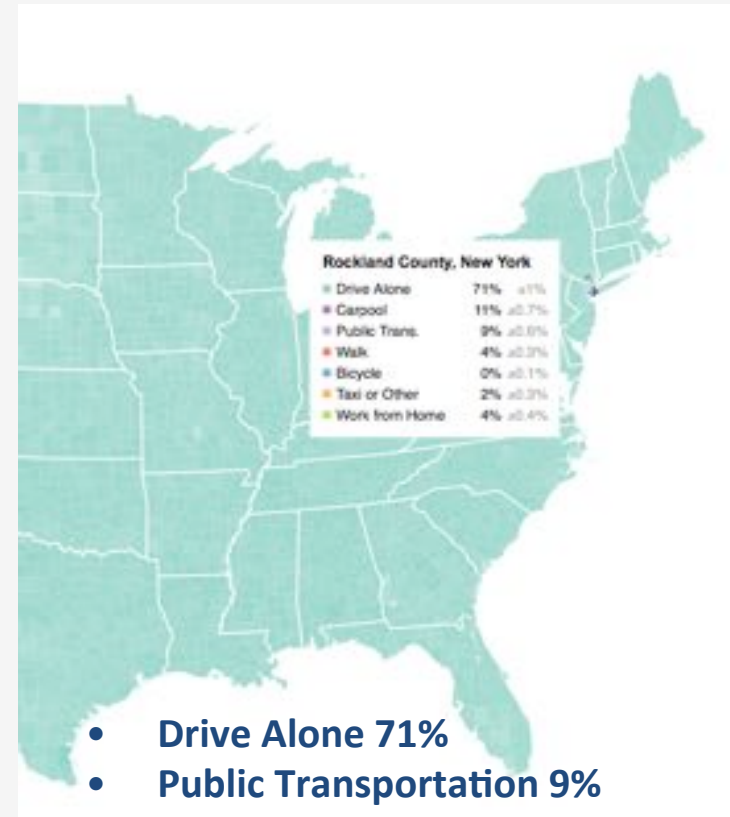 Rockland County, New York
Drive Alone 71% ±1%
Carpool 11% ±0.7%
Public Trans. 9% ±0.6%
Walk 4% ±0.3%
Bicycle 0% ±0.1%
Taxi or Other 2% ±0.3%
Work from Home 4% ±0.4%
• Drive Alone 71%
• Public Transportation 9%